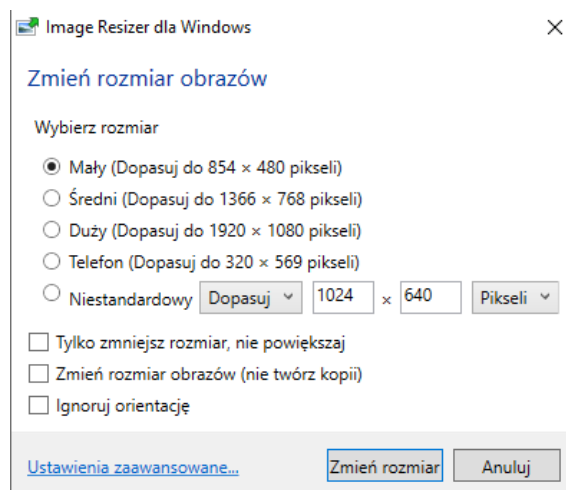 Image Resizer dla Windows
Zmień rozmiar obrazów
Wybierz rozmiar
Mały (Dopasuj do 854 × 480 pikseli)
Średni (Dopasuj do 1366 × 768 pikseli)
Duży (Dopasuj do 1920 × 1080 pikseli)
Telefon (Dopasuj do 320 × 569 pikseli)
Niestandardowy Dopasuj 1024 × 640 Pikseli
Tylko zmniejsz rozmiar, nie powiększaj
Zmień rozmiar obrazów (nie twórz kopii)
Ignoruj orientację
Ustawienia zaawansowane... Zmień rozmiar Anuluj